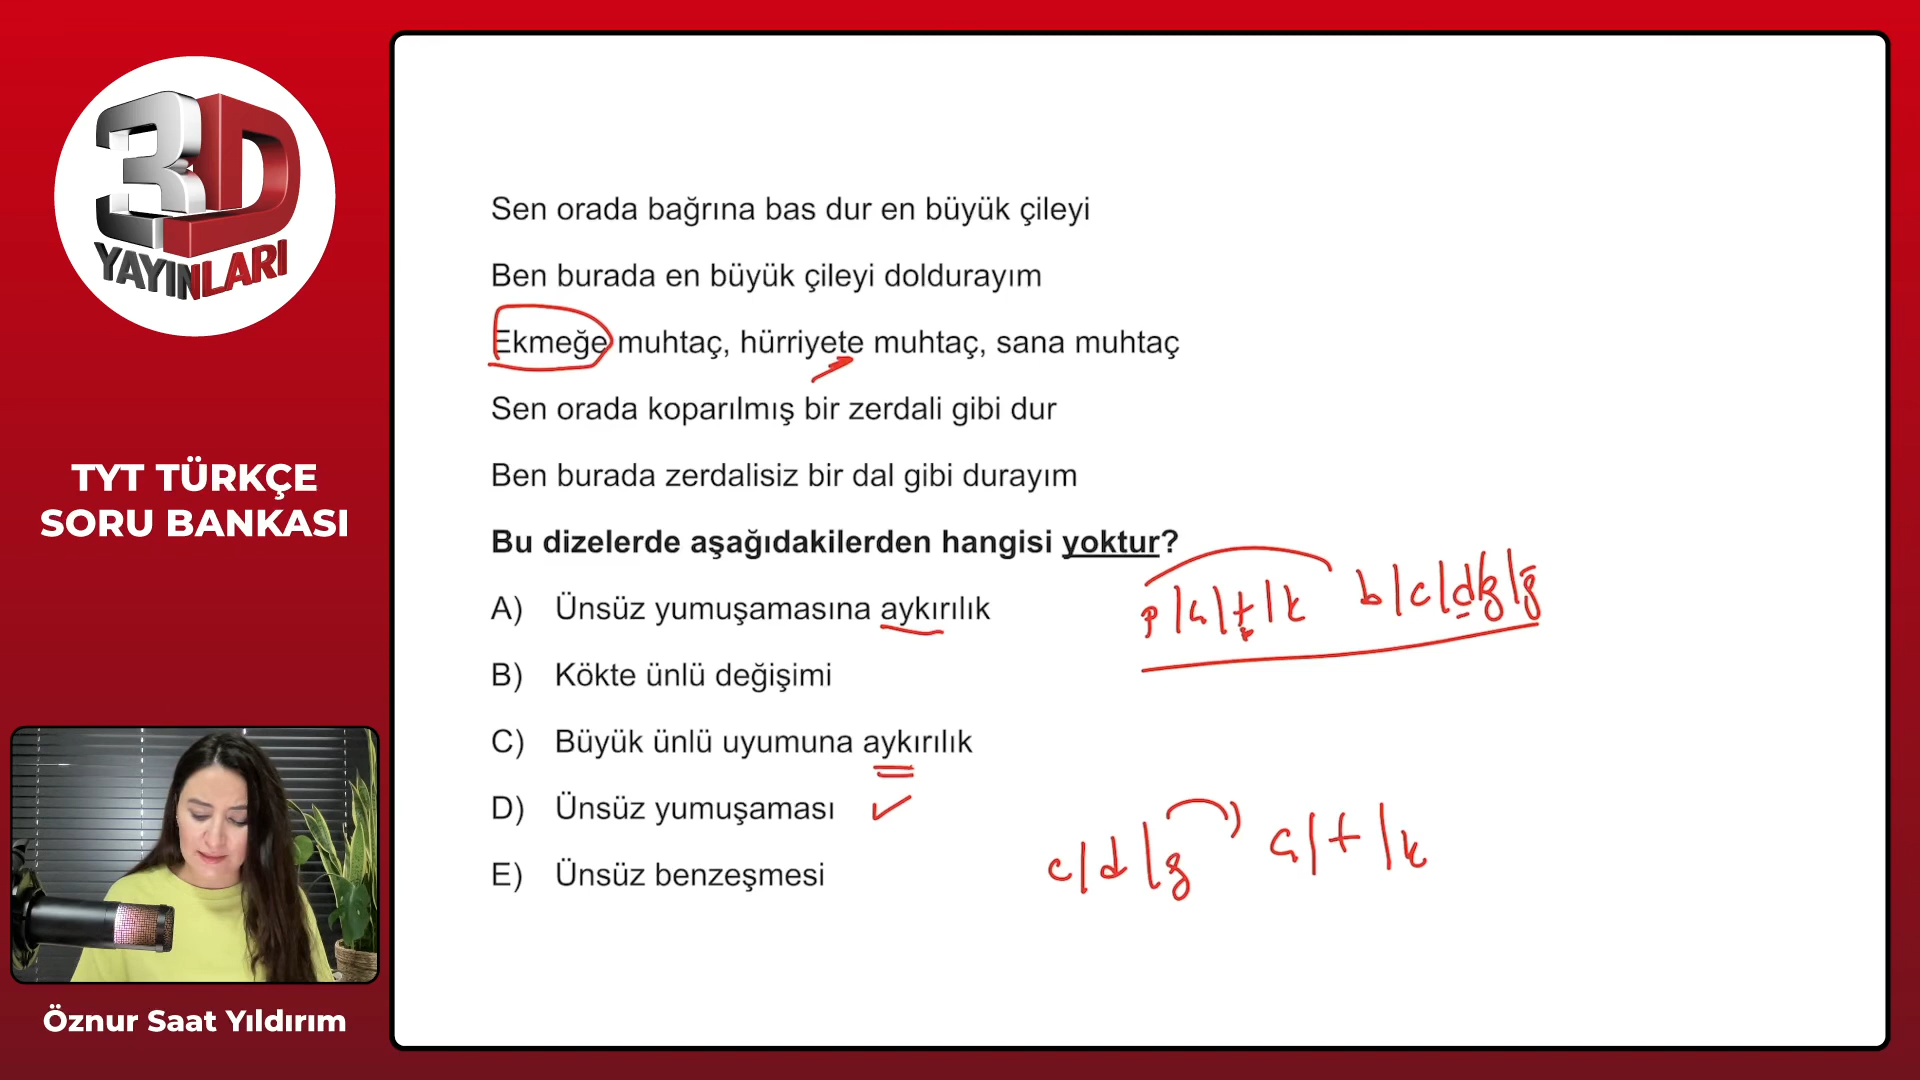 3D
YAYINLARI
TYT TÜRKÇE
SORU BANKASI
Öznur Saat Yıldırım
Sen orada bağrına bas dur en büyük çileyi
Ben burada en büyük çileyi doldurayım
Ekmeğe muhtaç, hürriyete muhtaç, sana muhtaç
Sen orada koparılmış bir zerdali gibi dur
Ben burada zerdalisiz bir dal gibi durayım
Bu dizelerde aşağıdakilerden hangisi yoktur?
A) Ünsüz yumuşamasına aykırılık
p|ç|t|k b|c|d|g|ğ
B) Kökte ünlü değişimi
C) Büyük ünlü uyumuna aykırılık
D) Ünsüz yumuşaması
c|d|g ç|t|k
E) Ünsüz benzeşmesi